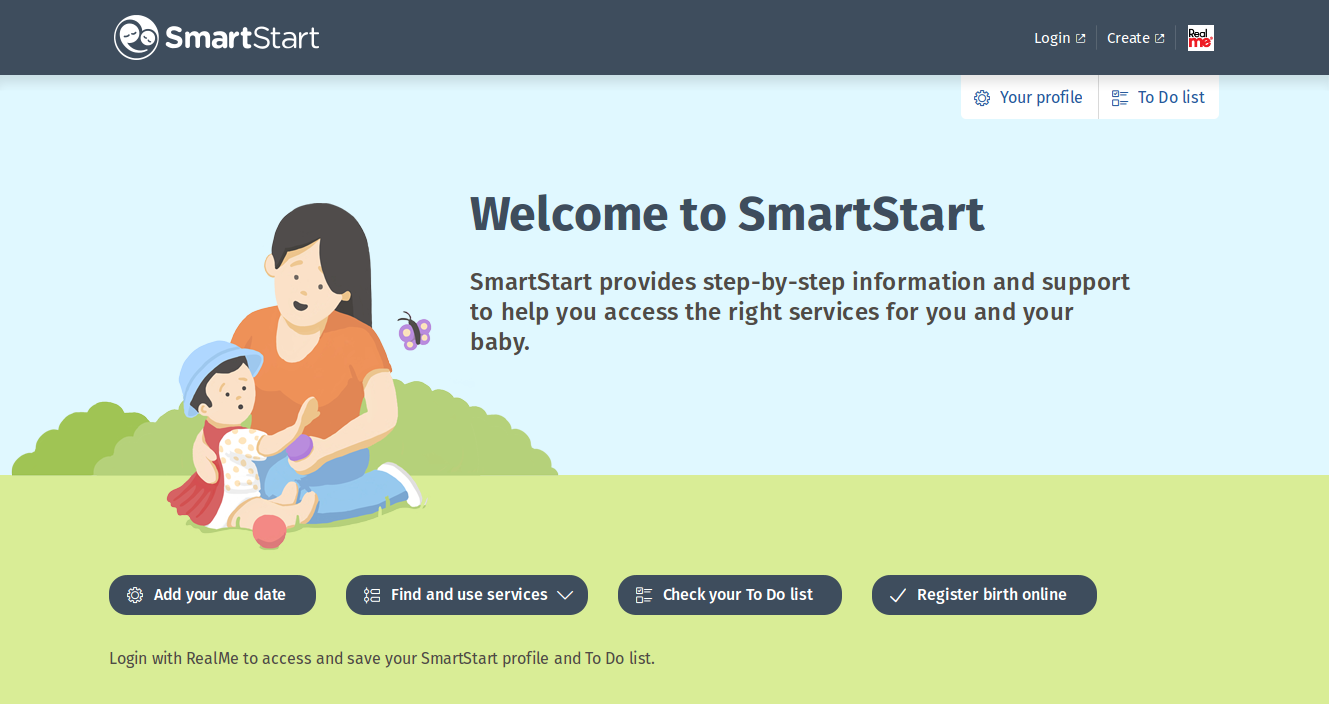 SmartStart
Login
Create
Real
me
Your profile
To Do list
Welcome to SmartStart
SmartStart provides step-by-step information and support
to help you access the right services for you and your
baby.
Add your due date
Find and use services
Check your To Do list
Register birth online
Login with RealMe to access and save your SmartStart profile and To Do list.